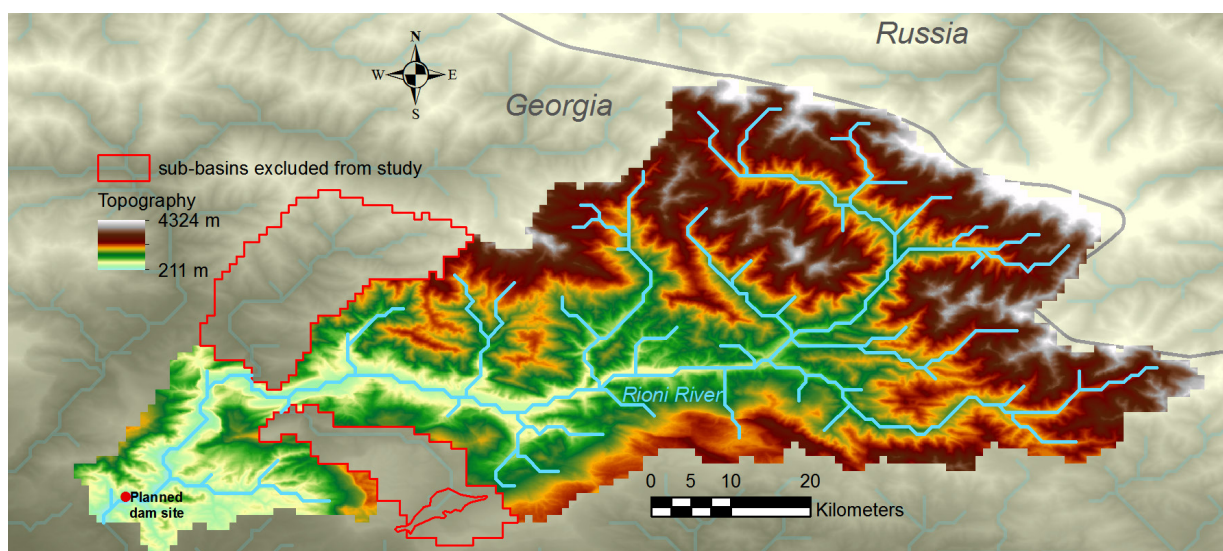 Russia
N
W E
S
Georgia
sub-basins excluded from study
Topography
4324 m
211 m
Rioni River
Planned
dam site
0 5 10 20
Kilometers